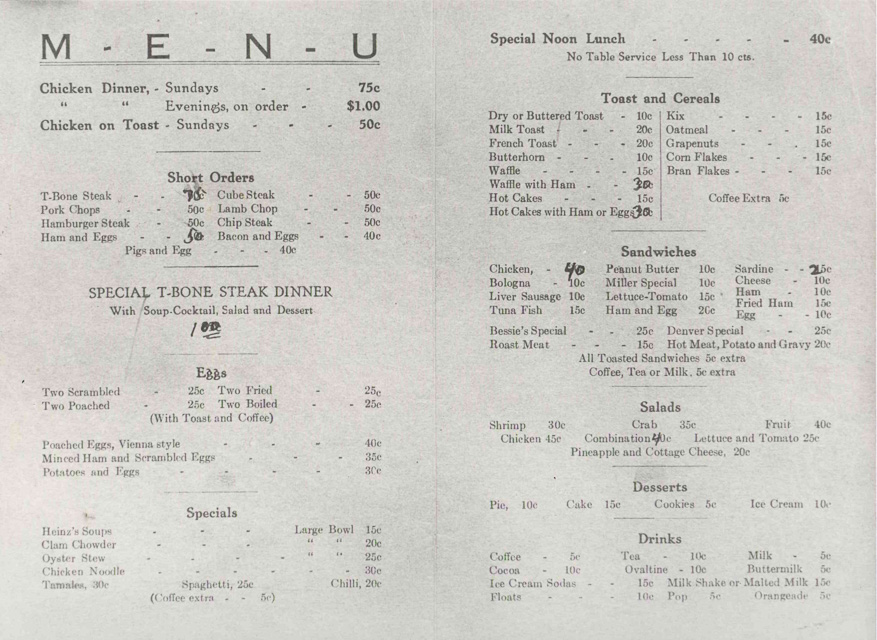 M - E - N - U
Chicken Dinner, - Sundays - - 75c
" " Evenings, on order - $1.00
Chicken on Toast - Sundays - - - 50c
Short Orders
T-Bone Steak - - Cube Steak - - 50c
Pork Chops - - 50c Lamb Chop - - 50c
Hamburger Steak - 50c Chip Steak - - 50c
Ham and Eggs - - 50 Bacon and Eggs - - 40c
Pigs and Egg - - - 40c
SPECIAL T-BONE STEAK DINNER
With Soup-Cocktail, Salad and Dessert
1 00
Eggs
Two Scrambled - 25c Two Fried - 25c
Two Poached - 25c Two Boiled - - 25c
(With Toast and Coffee)
Poached Eggs, Vienna style - - - 40c
Minced Ham and Scrambled Eggs - - - 35c
Potatoes and Eggs - - - - - 30c
Specials
Heinz's Soups - - - Large Bowl 15c
Clam Chowder - - - " " 20c
Oyster Stew - - - - " " 25c
Chicken Noodle - - - - - - 30c
Tamales, 30c Spaghetti, 25c Chilli, 20c
(Coffee extra - - 5c)
Special Noon Lunch - - - - - 40c
No Table Service Less Than 10 cts.
Toast and Cereals
Dry or Buttered Toast - 10c Kix - - - - 15c
Milk Toast - - - 20c Oatmeal - - - 15c
French Toast - - - 20c Grapenuts - - - 15c
Butterhorn - - - 10c Corn Flakes - - - 15c
Waffle - - - - 15c Bran Flakes - - - 15c
Waffle with Ham - - 30c
Hot Cakes - - - 15c Coffee Extra 5c
Hot Cakes with Ham or Eggs 30c
Sandwiches
Chicken, - 40 Peanut Butter 10c Sardine - - 25c
Bologna - 10c Miller Special 10c Cheese - 10c
Liver Sausage 10c Lettuce-Tomato 15c Ham - - 10c
Tuna Fish 15c Ham and Egg 20c Fried Ham 15c
Egg - - 10c
Bessie's Special - - 25c Denver Special - - 25c
Roast Meat - - - 15c Hot Meat, Potato and Gravy 20c
All Toasted Sandwiches 5c extra
Coffee, Tea or Milk, 5c extra
Salads
Shrimp 30c Crab 35c Fruit 40c
Chicken 45c Combination 40c Lettuce and Tomato 25c
Pineapple and Cottage Cheese, 20c
Desserts
Pie, 10c Cake 15c Cookies 5c Ice Cream 10c
Drinks
Coffee - 5c Tea - 10c Milk - 5c
Cocoa - 10c Ovaltine - 10c Buttermilk 5c
Ice Cream Sodas - - 15c Milk Shake or Malted Milk 15c
Floats - - - - 10c Pop 5c Orangeade 5c